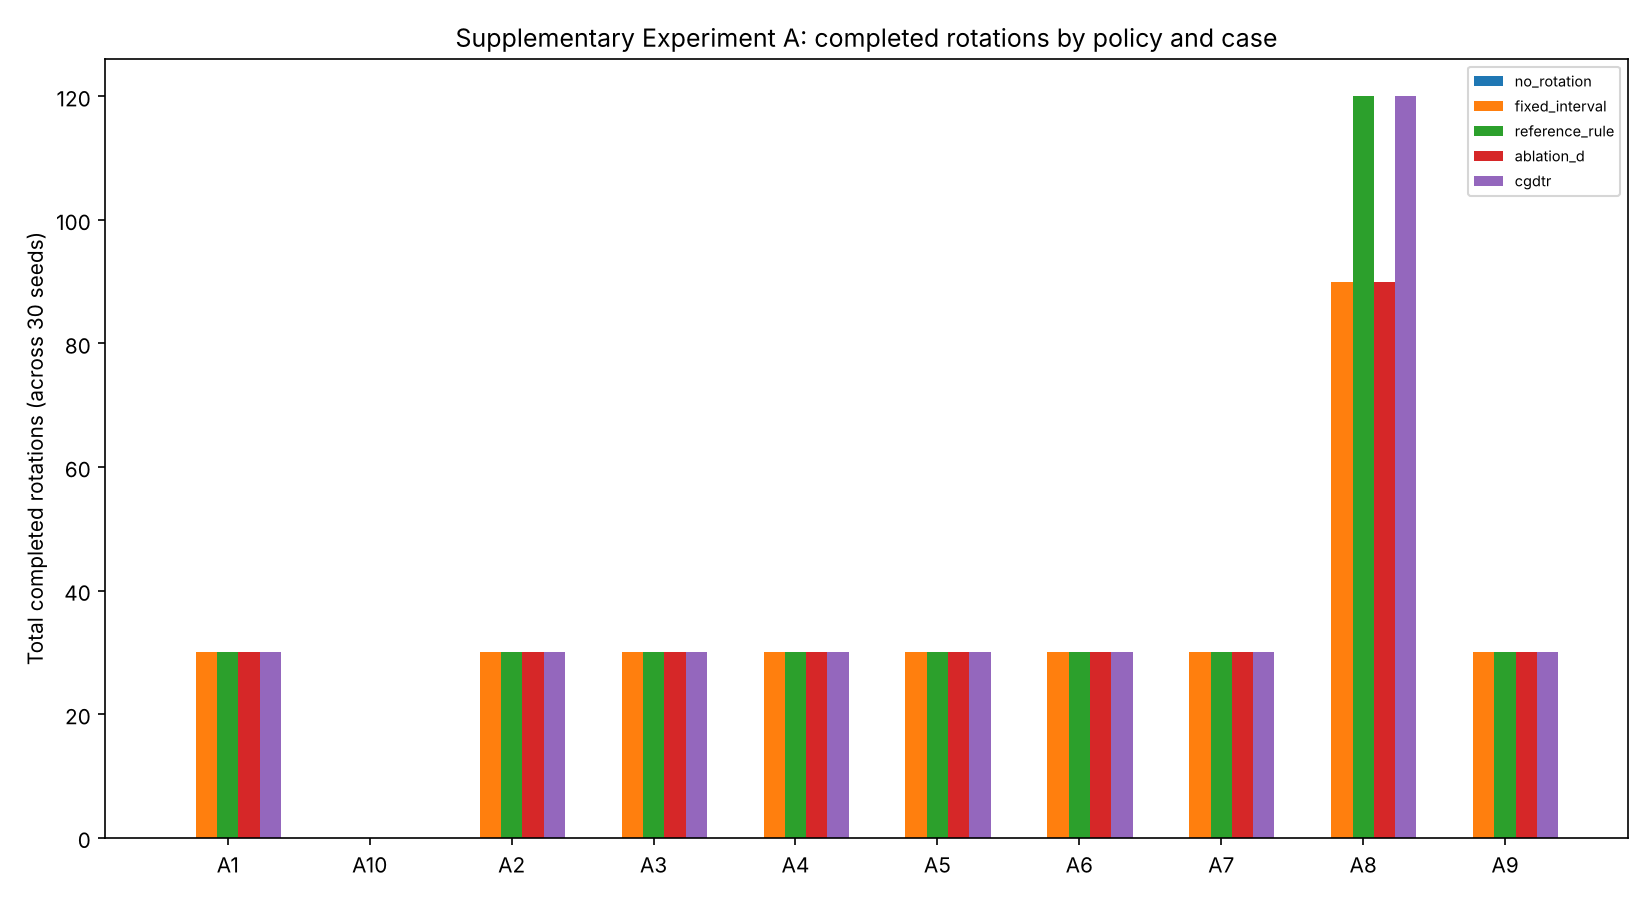 Supplementary Experiment A: completed rotations by policy and case
no_rotation
fixed_interval
reference_rule
ablation_d
cgdtr
Total completed rotations (across 30 seeds)
120
100
80
60
40
20
0
A1 A10 A2 A3 A4 A5 A6 A7 A8 A9